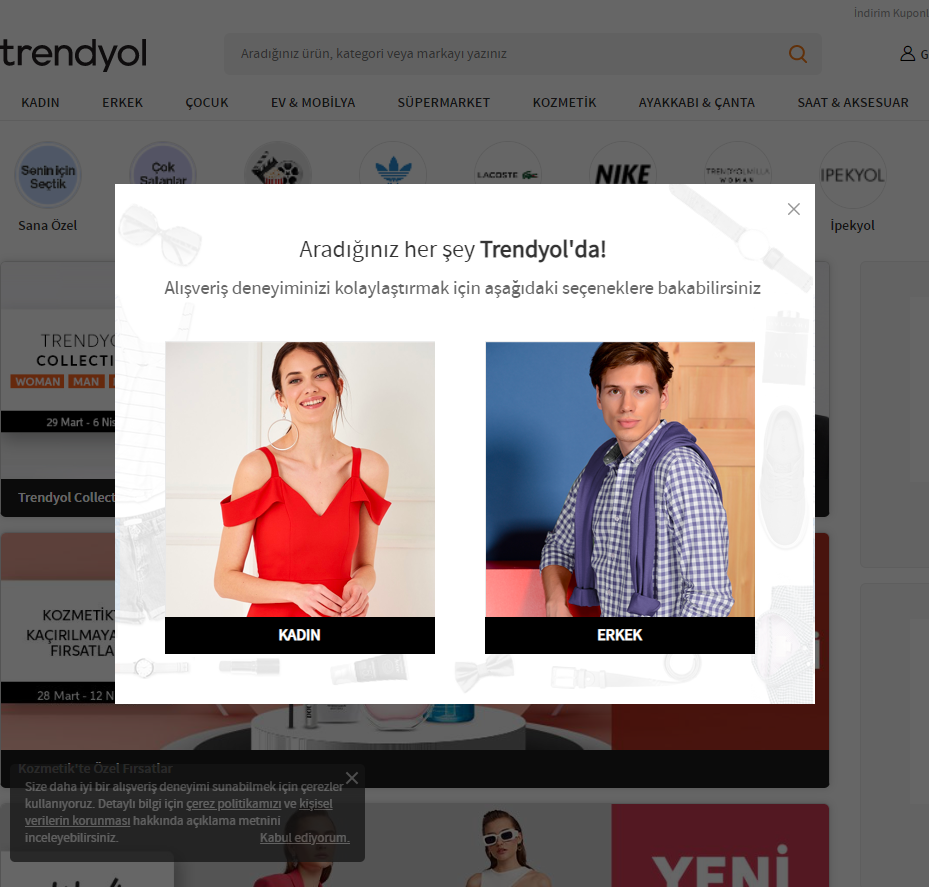 İndirim Kuponl
trendyol
Aradığınız ürün, kategori veya markayı yazınız
G
KADIN ERKEK ÇOCUK EV & MOBİLYA SÜPERMARKET KOZMETİK AYAKKABI & ÇANTA SAAT & AKSESUAR
Senin için
Seçtik
Çok
Satanlar
LACOSTE
NIKE
TRENDYOLMILLA
WOMAN
IPEKYOL
Sana Özel
İpekyol
Aradığınız her şey Trendyol'da!
Alışveriş deneyiminizi kolaylaştırmak için aşağıdaki seçeneklere bakabilirsiniz
KADIN
ERKEK
TRENDYO
COLLECTI
WOMAN MAN
29 Mart - 6 Nis
Trendyol Collect
KOZMETİK
KAÇIRILMAYA
FIRSATLA
28 Mart - 12 N
Kozmetik'te Özel Fırsatlar
Size daha iyi bir alışveriş deneyimi sunabilmek için çerezler
kullanıyoruz. Detaylı bilgi için çerez politikamızı ve kişisel
verilerin korunması hakkında açıklama metnini
inceleyebilirsiniz.
Kabul ediyorum.
YENİ